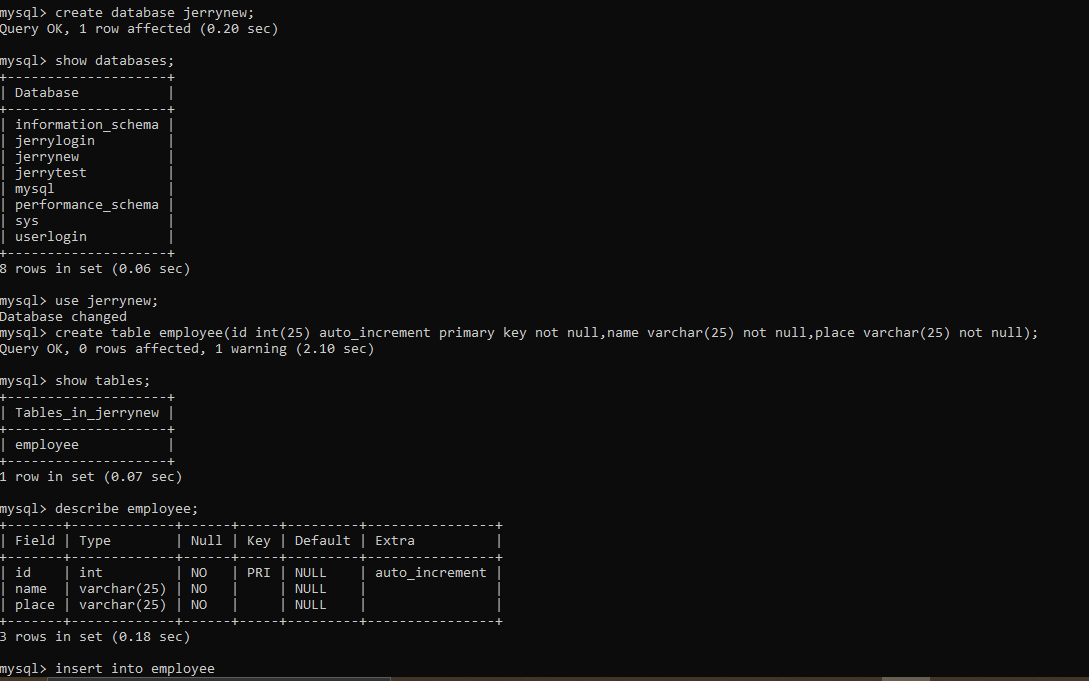 mysql> create database jerrynew;
Query OK, 1 row affected (0.20 sec)
mysql> show databases;
+--------------------+
| Database           |
+--------------------+
| information_schema |
| jerrylogin         |
| jerrynew           |
| jerrytest          |
| mysql              |
| performance_schema |
| sys                |
| userlogin          |
+--------------------+
8 rows in set (0.06 sec)
mysql> use jerrynew;
Database changed
mysql> create table employee(id int(25) auto_increment primary key not null,name varchar(25) not null,place varchar(25) not null);
Query OK, 0 rows affected, 1 warning (2.10 sec)
mysql> show tables;
+--------------------+
| Tables_in_jerrynew |
+--------------------+
| employee           |
+--------------------+
1 row in set (0.07 sec)
mysql> describe employee;
+-------+-------------+------+-----+---------+----------------+
| Field | Type        | Null | Key | Default | Extra          |
+-------+-------------+------+-----+---------+----------------+
| id    | int         | NO   | PRI | NULL    | auto_increment |
| name  | varchar(25) | NO   |     | NULL    |                |
| place | varchar(25) | NO   |     | NULL    |                |
+-------+-------------+------+-----+---------+----------------+
3 rows in set (0.18 sec)
mysql> insert into employee